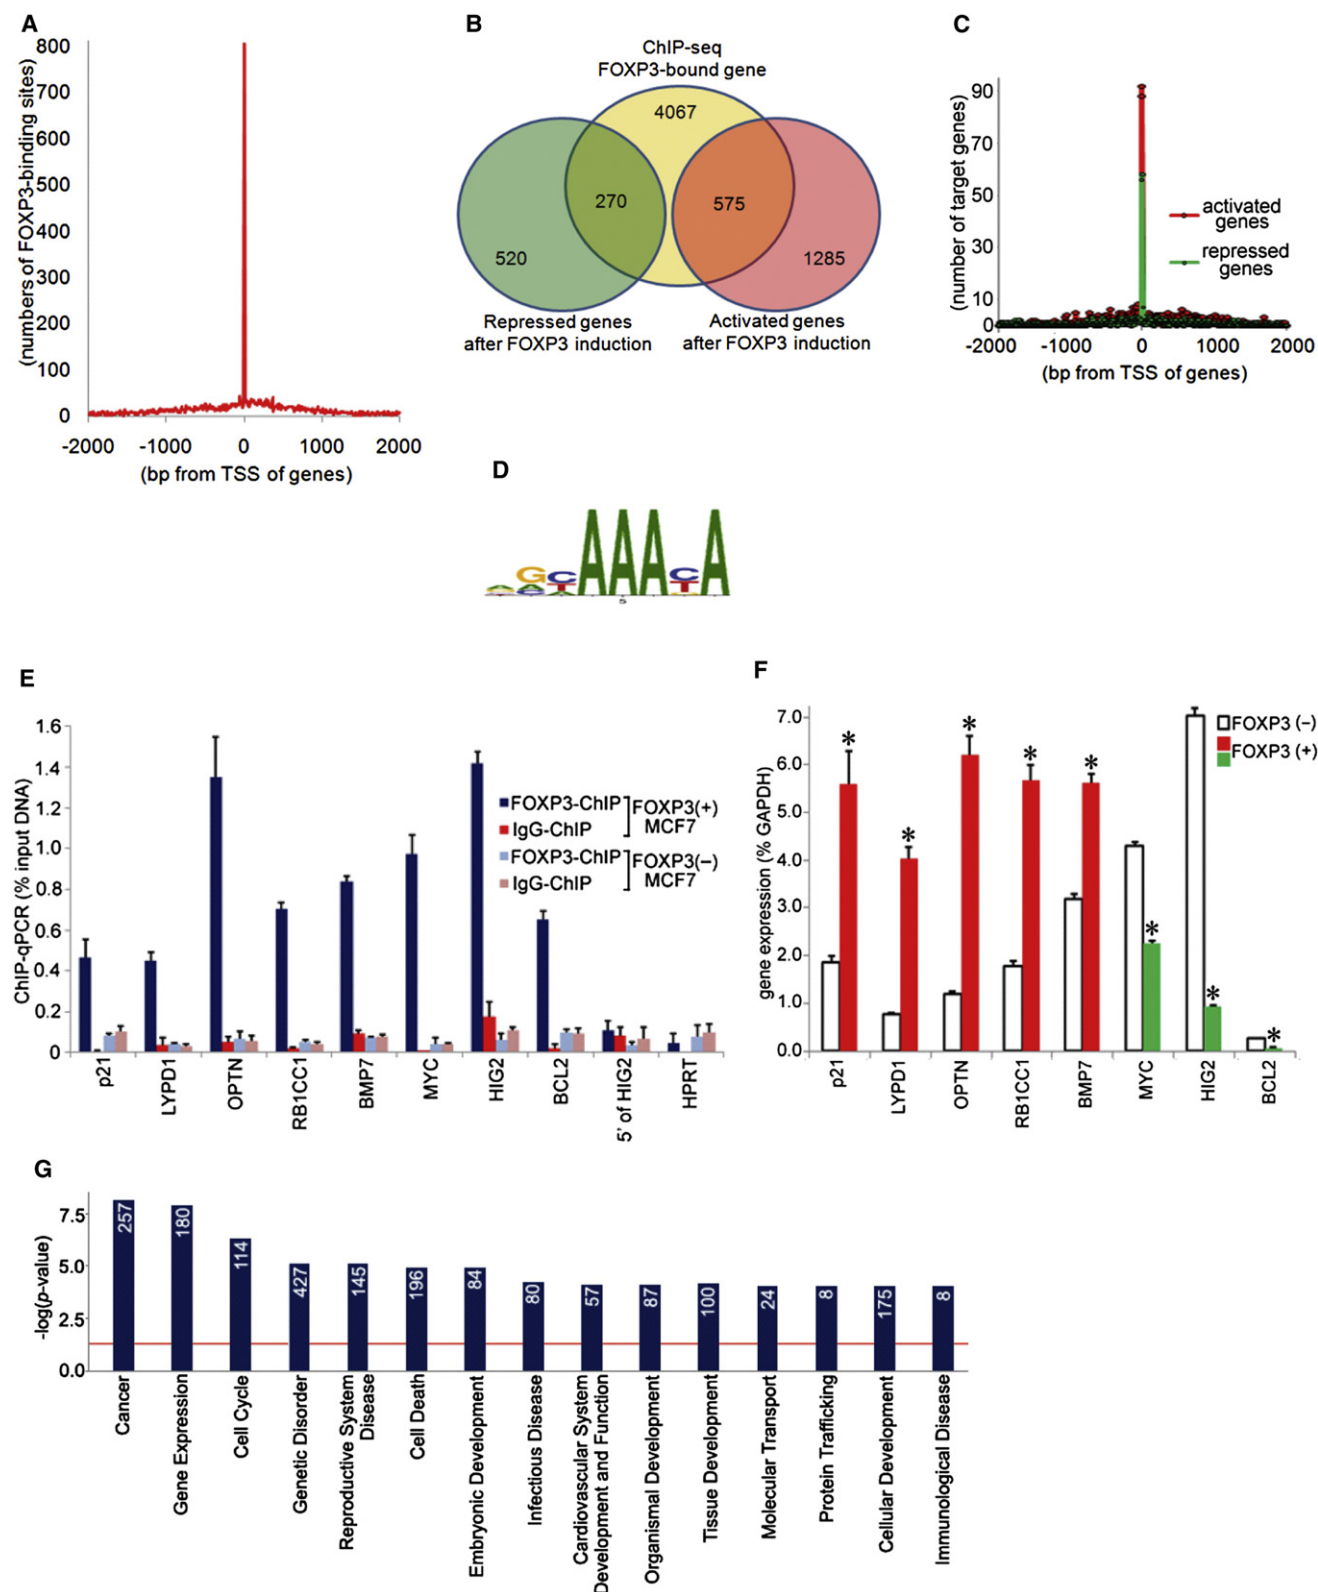 A
(numbers of FOXP3-binding sites)
800
700
600
500
400
300
200
100
0
-2000 -1000 0 1000 2000
(bp from TSS of genes)
B
ChIP-seq
FOXP3-bound gene
4067
270
575
520
1285
Repressed genes
after FOXP3 induction
Activated genes
after FOXP3 induction
C
(number of target genes)
90
70
50
30
10
0
activated
genes
repressed
genes
-2000 -1000 0 1000 2000
(bp from TSS of genes)
D
GCAAACA
AT T
5
E
ChIP-qPCR (% input DNA)
1.6
1.4
1.2
1.0
0.8
0.6
0.4
0.2
0
FOXP3-ChIP
IgG-ChIP
FOXP3(+)
MCF7
FOXP3-ChIP
IgG-ChIP
FOXP3(−)
MCF7
p21
LYPD1
OPTN
RB1CC1
BMP7
MYC
HIG2
BCL2
5' of HIG2
HPRT
F
gene expression (% GAPDH)
7.0
6.0
5.0
4.0
3.0
2.0
1.0
0.0
FOXP3 (−)
FOXP3 (+)
* * * * * * * *
p21
LYPD1
OPTN
RB1CC1
BMP7
MYC
HIG2
BCL2
G
-log(p-value)
7.5
5.0
2.5
0.0
257
180
114
427
145
196
84
80
57
87
100
24
8
175
8
Cancer
Gene Expression
Cell Cycle
Genetic Disorder
Reproductive System
Disease
Cell Death
Embryonic Development
Infectious Disease
Cardiovascular System
Development and Function
Organismal Development
Tissue Development
Molecular Transport
Protein Trafficking
Cellular Development
Immunological Disease